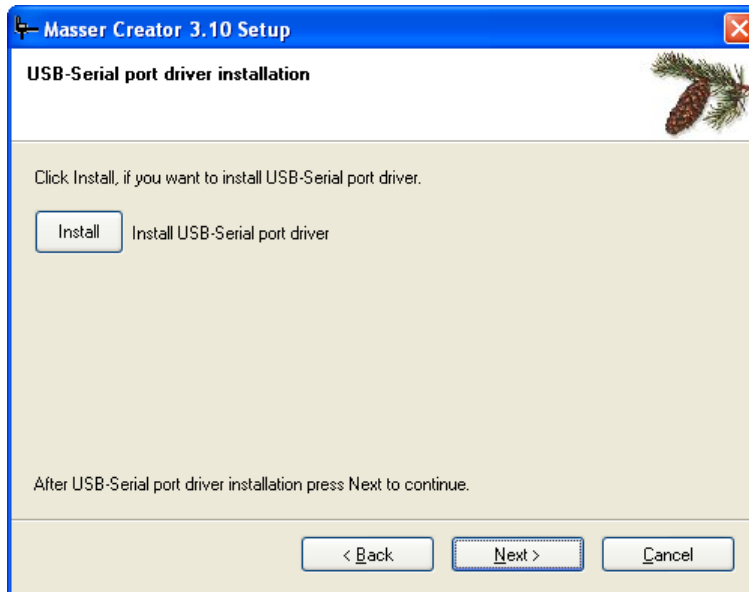 Masser Creator 3.10 Setup
USB-Serial port driver installation
Click Install, if you want to install USB-Serial port driver.
Install Install USB-Serial port driver
After USB-Serial port driver installation press Next to continue.
< Back Next > Cancel